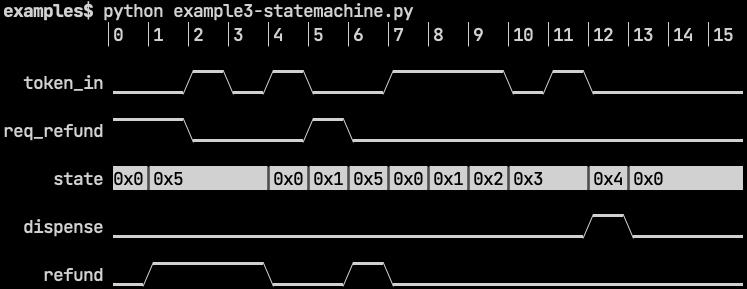 examples$ python example3-statemachine.py
0 1 2 3 4 5 6 7 8 9 10 11 12 13 14 15
token_in
req_refund
state 0x0 0x5 0x0 0x1 0x5 0x0 0x1 0x2 0x3 0x4 0x0
dispense
refund